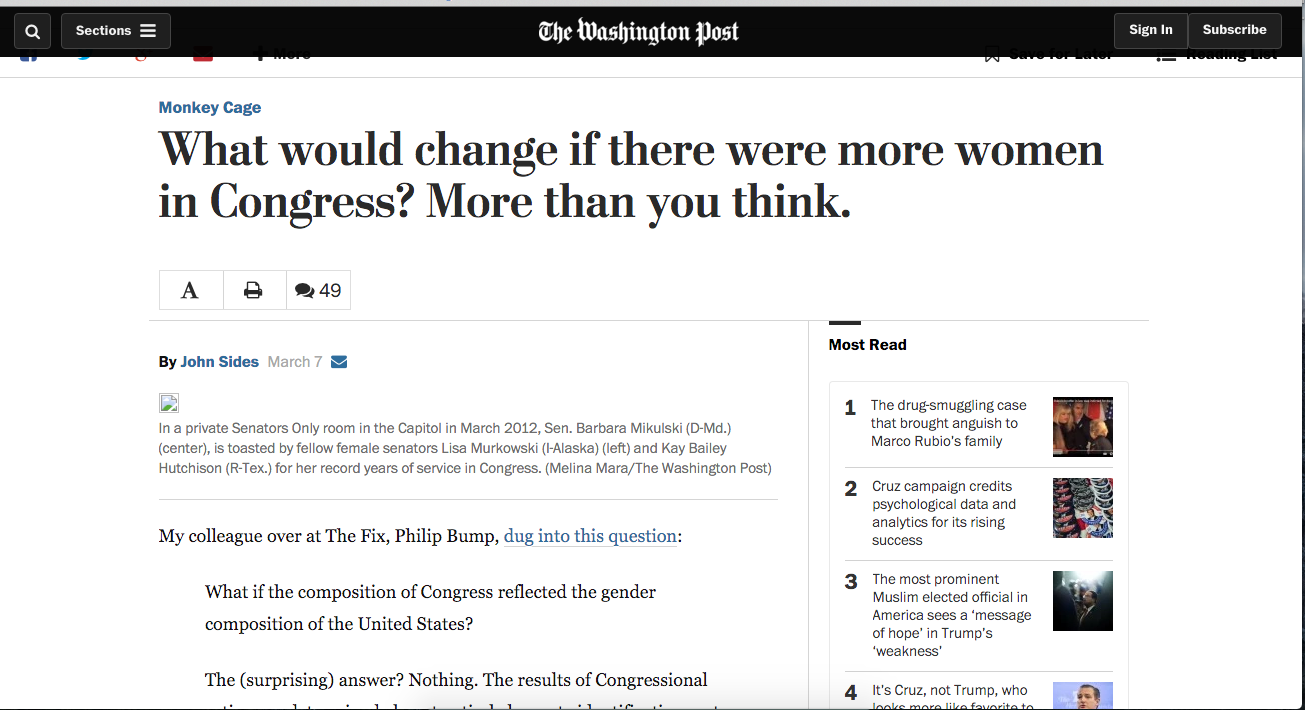 Sections
The Washington Post
Sign In
Subscribe
More
Save for Later
Reading List
Monkey Cage
What would change if there were more women
in Congress? More than you think.
A
49
By John Sides March 7
In a private Senators Only room in the Capitol in March 2012, Sen. Barbara Mikulski (D-Md.)
(center), is toasted by fellow female senators Lisa Murkowski (I-Alaska) (left) and Kay Bailey
Hutchison (R-Tex.) for her record years of service in Congress. (Melina Mara/The Washington Post)
My colleague over at The Fix, Philip Bump, dug into this question:
What if the composition of Congress reflected the gender
composition of the United States?
The (surprising) answer? Nothing. The results of Congressional
Most Read
1 The drug-smuggling case
that brought anguish to
Marco Rubio's family
2 Cruz campaign credits
psychological data and
analytics for its rising
success
3 The most prominent
Muslim elected official in
America sees a 'message
of hope' in Trump's
'weakness'
4 It's Cruz, not Trump, who
looks more like favorite to